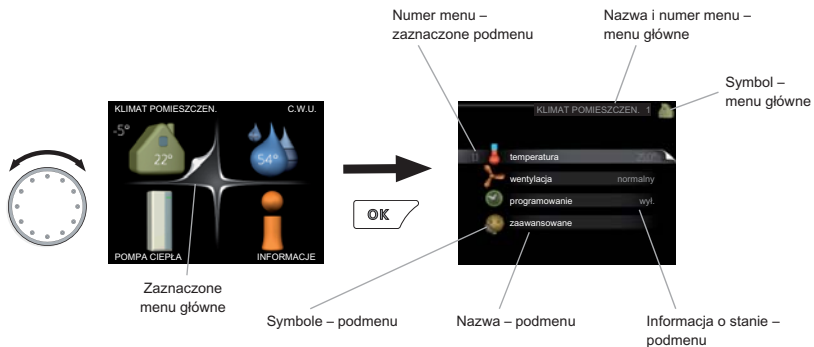 Numer menu –
zaznaczone podmenu
Nazwa i numer menu –
menu główne
Symbol –
menu główne
KLIMAT POMIESZCZEN. C.W.U.
-5°
22°
54°
POMPA CIEPŁA INFORMACJE
OK
KLIMAT POMIESZCZEN. 1
temperatura
wentylacja normalny
programowanie wył.
zaawansowane
Zaznaczone
menu główne
Symbole – podmenu
Nazwa – podmenu
Informacja o stanie –
podmenu